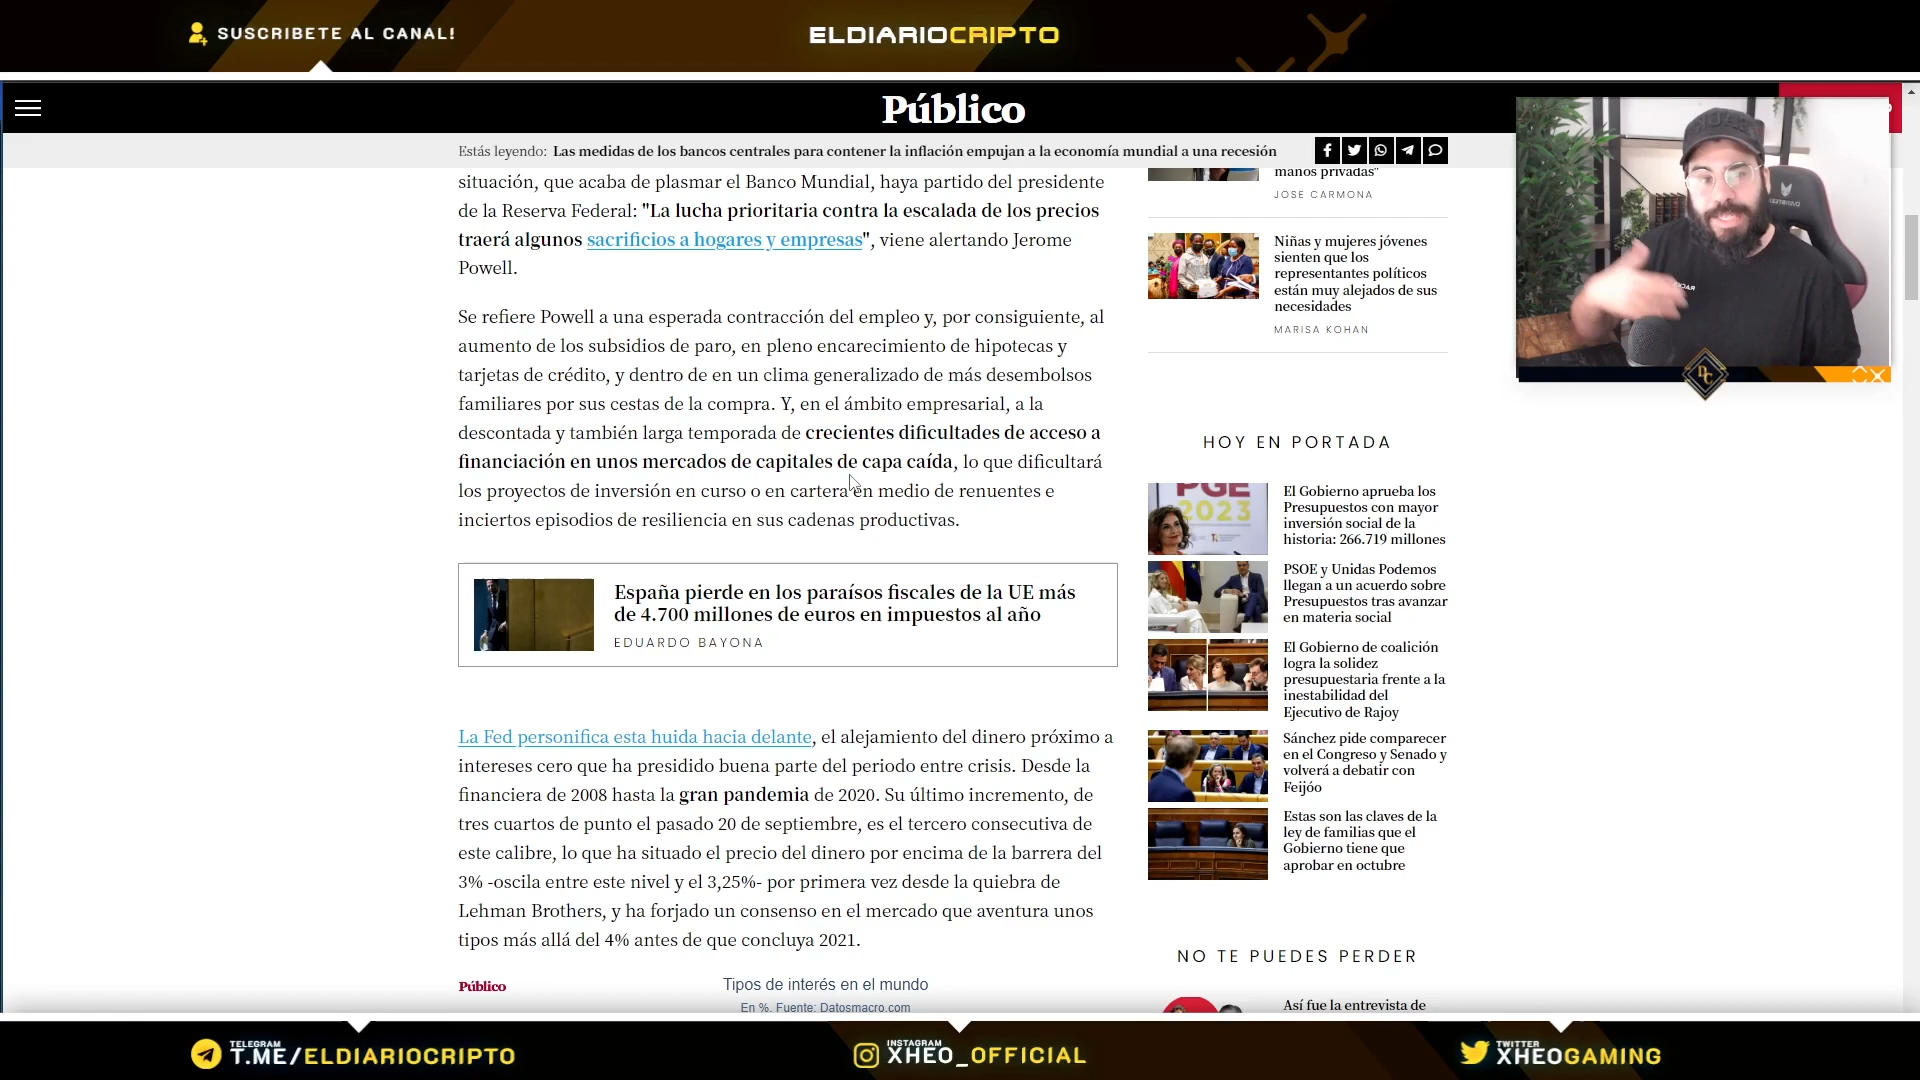 SUSCRIBETE AL CANAL!
ELDIARIOCRIPTO
Público
Estás leyendo: Las medidas de los bancos centrales para contener la inflación empujan a la economía mundial a una recesión
situación, que acaba de plasmar el Banco Mundial, haya partido del presidente
de la Reserva Federal: "La lucha prioritaria contra la escalada de los precios
traerá algunos sacrificios a hogares y empresas", viene alertando Jerome
Powell.
Se refiere Powell a una esperada contracción del empleo y, por consiguiente, al
aumento de los subsidios de paro, en pleno encarecimiento de hipotecas y
tarjetas de crédito, y dentro de en un clima generalizado de más desembolsos
familiares por sus cestas de la compra. Y, en el ámbito empresarial, a la
descontada y también larga temporada de crecientes dificultades de acceso a
financiación en unos mercados de capitales de capa caída, lo que dificultará
los proyectos de inversión en curso o en cartera en medio de renuentes e
inciertos episodios de resiliencia en sus cadenas productivas.
España pierde en los paraísos fiscales de la UE más
de 4.700 millones de euros en impuestos al año
EDUARDO BAYONA
La Fed personifica esta huida hacia delante, el alejamiento del dinero próximo a
intereses cero que ha presidido buena parte del periodo entre crisis. Desde la
financiera de 2008 hasta la gran pandemia de 2020. Su último incremento, de
tres cuartos de punto el pasado 20 de septiembre, es el tercero consecutiva de
este calibre, lo que ha situado el precio del dinero por encima de la barrera del
3% -oscila entre este nivel y el 3,25%- por primera vez desde la quiebra de
Lehman Brothers, y ha forjado un consenso en el mercado que aventura unos
tipos más allá del 4% antes de que concluya 2021.
Público
Tipos de interés en el mundo
En %. Fuente: Datosmacro.com
manos privadas"
JOSE CARMONA
Niñas y mujeres jóvenes
sienten que los
representantes políticos
están muy alejados de sus
necesidades
MARISA KOHAN
HOY EN PORTADA
PGE
2023
El Gobierno aprueba los
Presupuestos con mayor
inversión social de la
historia: 266.719 millones
PSOE y Unidas Podemos
llegan a un acuerdo sobre
Presupuestos tras avanzar
en materia social
El Gobierno de coalición
logra la solidez
presupuestaria frente a la
inestabilidad del
Ejecutivo de Rajoy
Sánchez pide comparecer
en el Congreso y Senado y
volverá a debatir con
Feijóo
Estas son las claves de la
ley de familias que el
Gobierno tiene que
aprobar en octubre
NO TE PUEDES PERDER
Así fue la entrevista de
DC
TELEGRAM
T.ME/ELDIARIOCRIPTO
INSTAGRAM
XHEO_OFFICIAL
TWITTER
XHEOGAMING